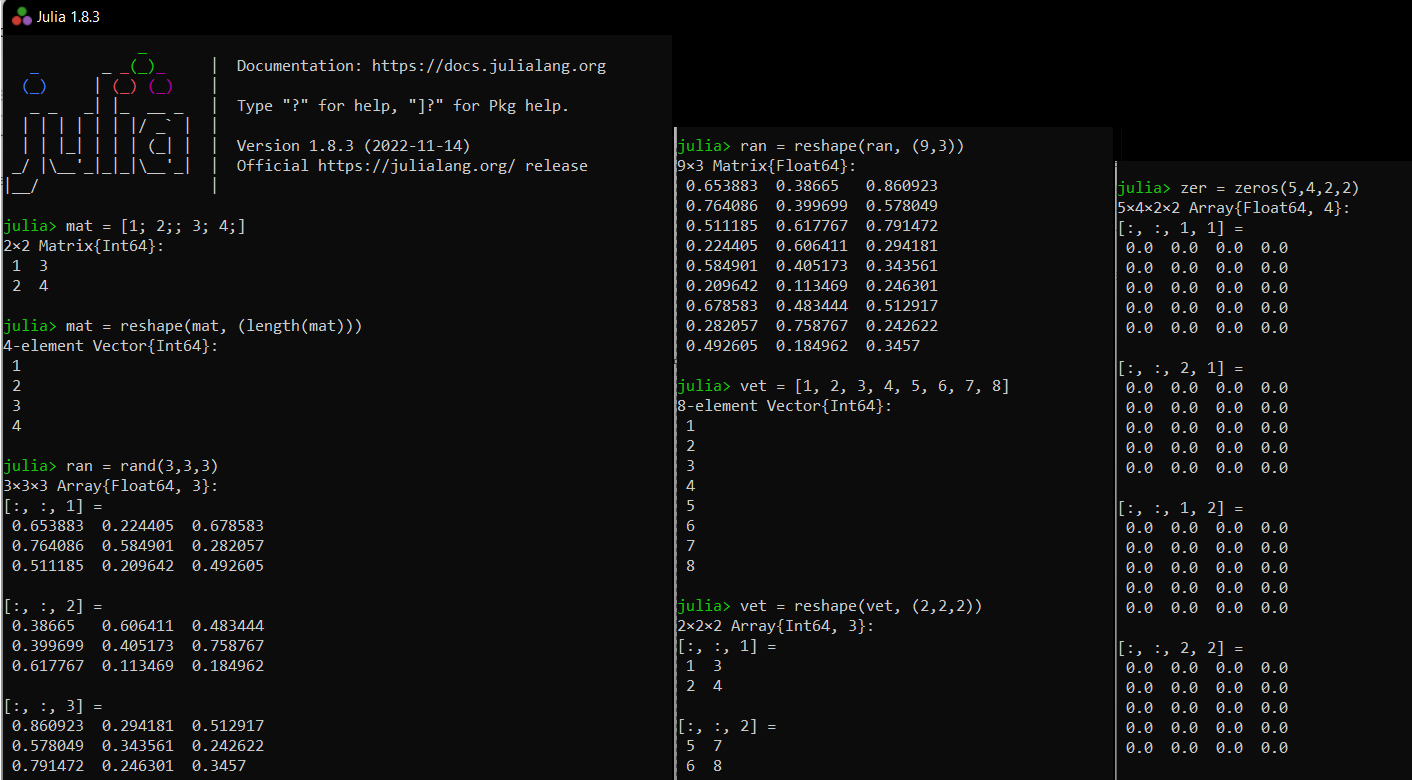 Julia 1.8.3
Documentation: https://docs.julialang.org
Type "?" for help, "]?" for Pkg help.
Version 1.8.3 (2022-11-14)
Official https://julialang.org/ release
julia> mat = [1; 2;; 3; 4;]
2×2 Matrix{Int64}:
1  3
2  4
julia> mat = reshape(mat, (length(mat)))
4-element Vector{Int64}:
1
2
3
4
julia> ran = rand(3,3,3)
3×3×3 Array{Float64, 3}:
[:, :, 1] =
0.653883  0.224405  0.678583
0.764086  0.584901  0.282057
0.511185  0.209642  0.492605
[:, :, 2] =
0.38665   0.606411  0.483444
0.399699  0.405173  0.758767
0.617767  0.113469  0.184962
[:, :, 3] =
0.860923  0.294181  0.512917
0.578049  0.343561  0.242622
0.791472  0.246301  0.3457
julia> ran = reshape(ran, (9,3))
9×3 Matrix{Float64}:
0.653883  0.38665   0.860923
0.764086  0.399699  0.578049
0.511185  0.617767  0.791472
0.224405  0.606411  0.294181
0.584901  0.405173  0.343561
0.209642  0.113469  0.246301
0.678583  0.483444  0.512917
0.282057  0.758767  0.242622
0.492605  0.184962  0.3457
julia> vet = [1, 2, 3, 4, 5, 6, 7, 8]
8-element Vector{Int64}:
1
2
3
4
5
6
7
8
julia> vet = reshape(vet, (2,2,2))
2×2×2 Array{Int64, 3}:
[:, :, 1] =
1  3
2  4
[:, :, 2] =
5  7
6  8
julia> zer = zeros(5,4,2,2)
5×4×2×2 Array{Float64, 4}:
[:, :, 1, 1] =
0.0  0.0  0.0  0.0
0.0  0.0  0.0  0.0
0.0  0.0  0.0  0.0
0.0  0.0  0.0  0.0
0.0  0.0  0.0  0.0
[:, :, 2, 1] =
0.0  0.0  0.0  0.0
0.0  0.0  0.0  0.0
0.0  0.0  0.0  0.0
0.0  0.0  0.0  0.0
0.0  0.0  0.0  0.0
[:, :, 1, 2] =
0.0  0.0  0.0  0.0
0.0  0.0  0.0  0.0
0.0  0.0  0.0  0.0
0.0  0.0  0.0  0.0
0.0  0.0  0.0  0.0
[:, :, 2, 2] =
0.0  0.0  0.0  0.0
0.0  0.0  0.0  0.0
0.0  0.0  0.0  0.0
0.0  0.0  0.0  0.0
0.0  0.0  0.0  0.0